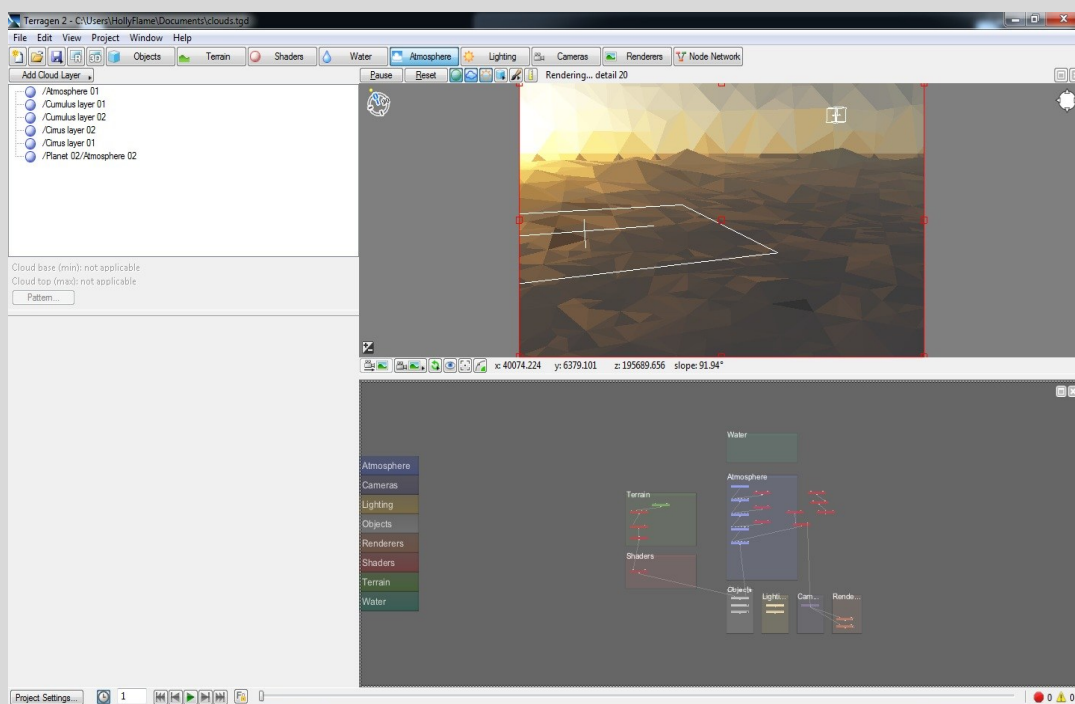 Terragen 2 - C:\Users\HollyFlame\Documents\clouds.tgd
File Edit View Project Window Help
Objects Terrain Shaders Water Atmosphere Lighting Cameras Renderers Node Network
Add Cloud Layer
Pause Reset Rendering... detail 20
/Atmosphere 01
/Cumulus layer 01
/Cumulus layer 02
/Cirrus layer 02
/Cirrus layer 01
/Planet 02/Atmosphere 02
Cloud base (min): not applicable
Cloud top (max): not applicable
Pattern...
x: 40074.224 y: 6379.101 z: 195689.656 slope: 91.94°
Atmosphere
Cameras
Lighting
Objects
Renderers
Shaders
Terrain
Water
Water
Atmosphere
Terrain
Shaders
Objects Lighti... Cam... Rende...
Project Settings... 1 0 0